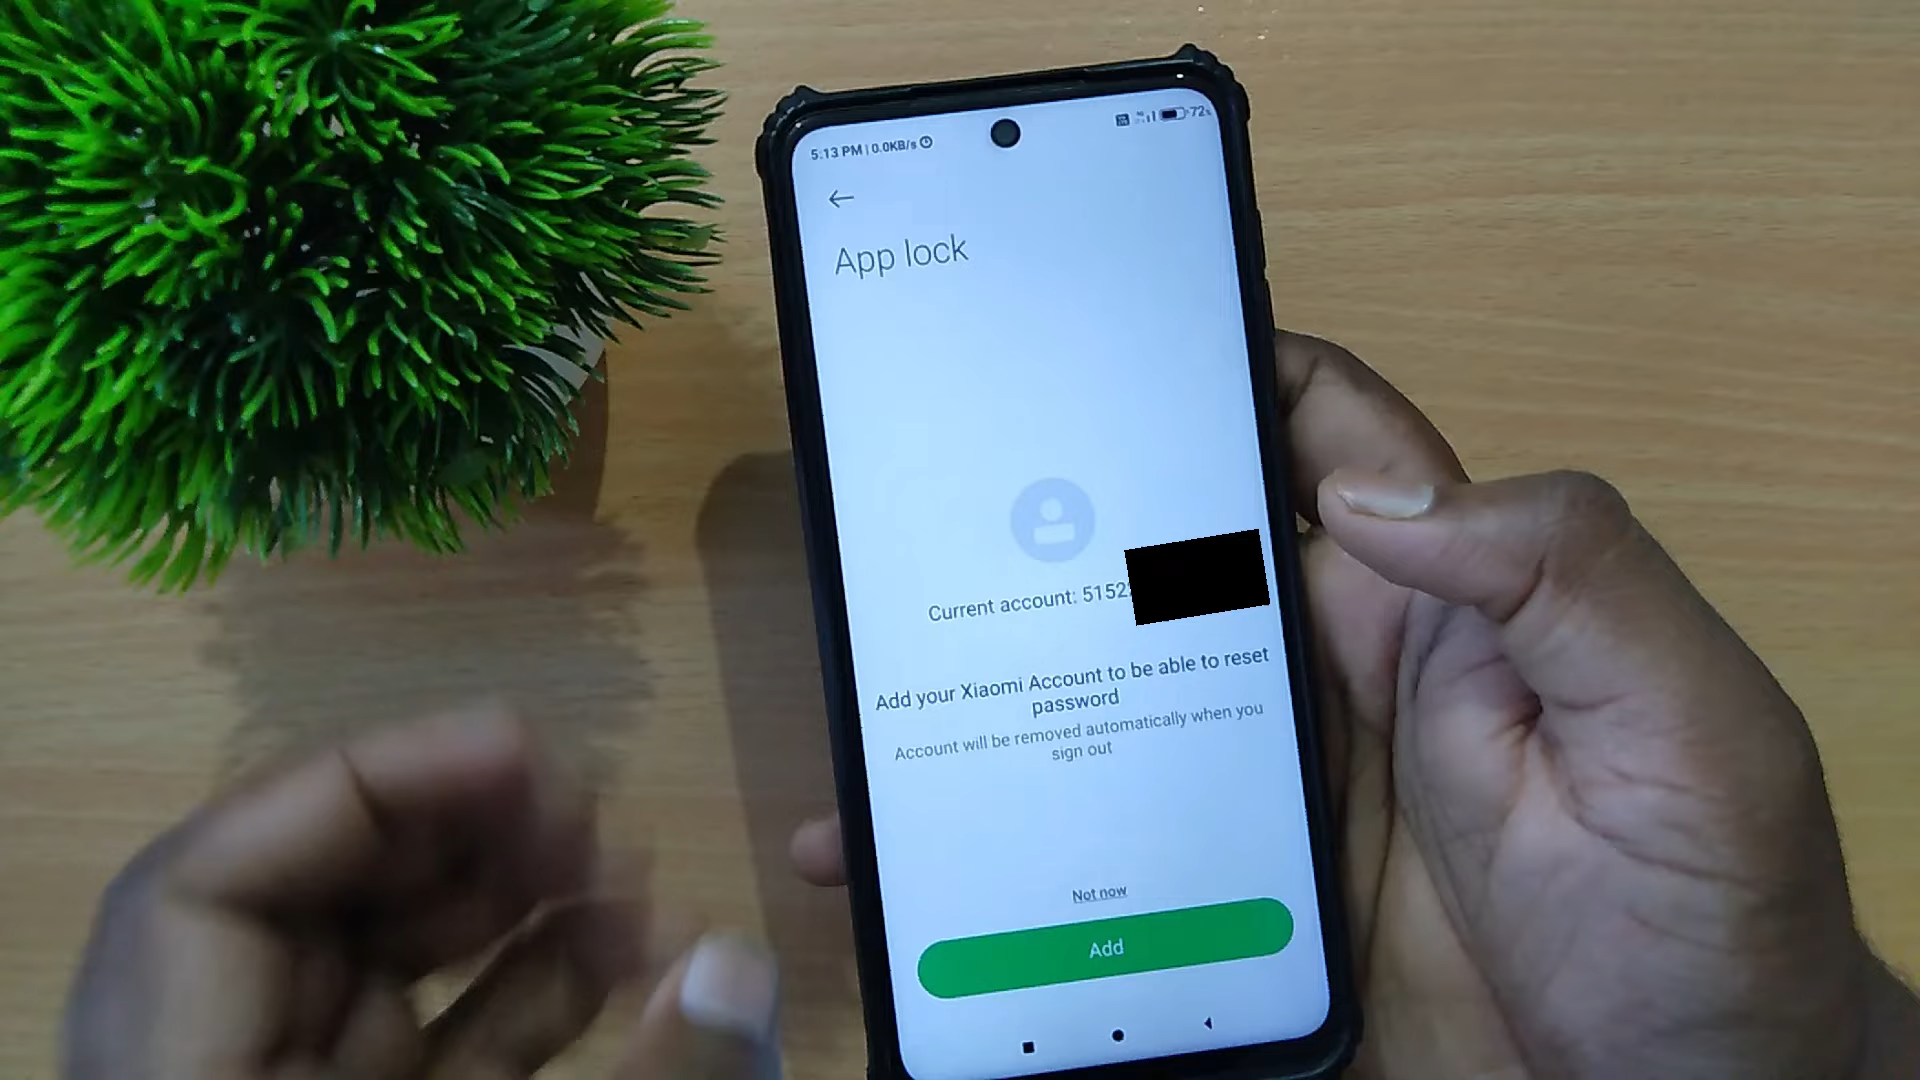 5:13 PM | 0.0KB/s
72
App lock
Current account: 5152
Add your Xiaomi Account to be able to reset
password
Account will be removed automatically when you
sign out
Not now
Add